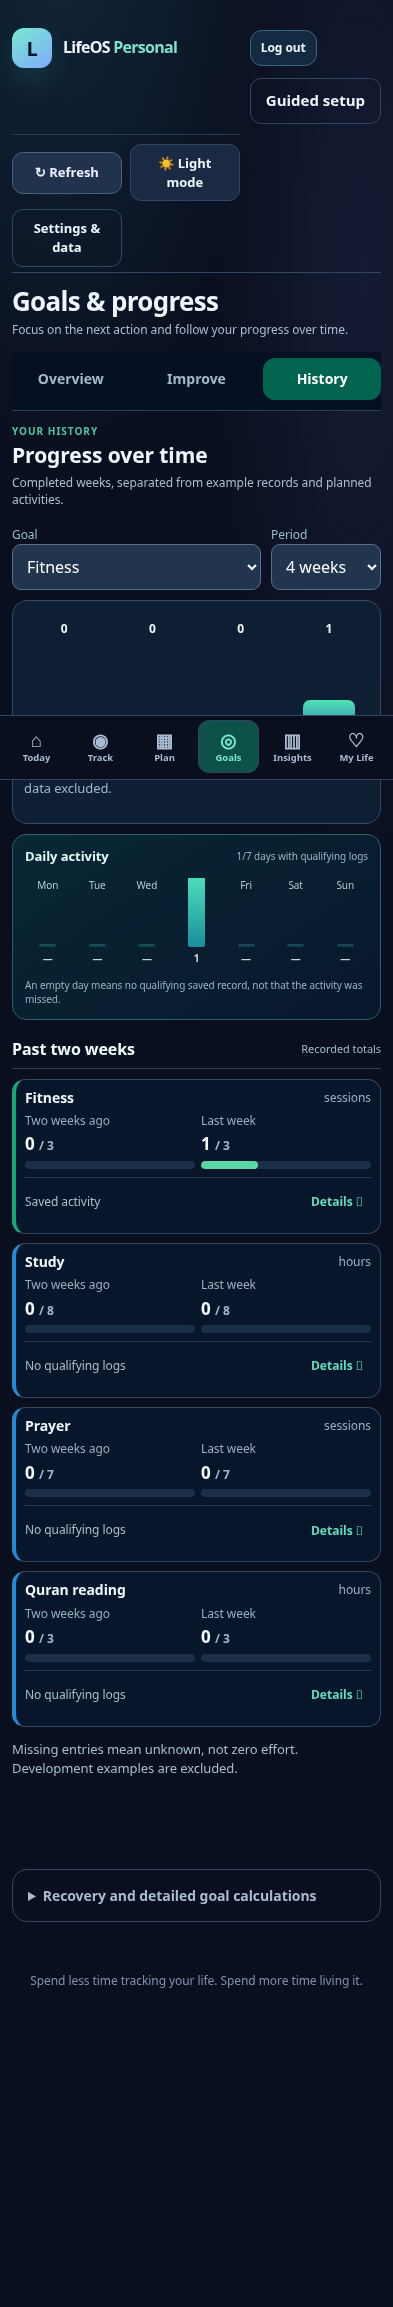 L
LifeOS Personal
Log out
Guided setup
↻ Refresh
☀️ Light
mode
Settings &
data
Goals & progress
Focus on the next action and follow your progress over time.
Overview
Improve
History
YOUR HISTORY
Progress over time
Completed weeks, separated from example records and planned
activities.
Goal
Period
Fitness
4 weeks
0
0
0
1
Today
Track
Plan
Goals
Insights
My Life
data excluded.
Daily activity
1/7 days with qualifying logs
Mon
Tue
Wed
Fri
Sat
Sun
—
—
—
1
—
—
—
An empty day means no qualifying saved record, not that the activity was
missed.
Past two weeks
Recorded totals
Fitness
sessions
Two weeks ago
Last week
0 / 3
1 / 3
Saved activity
Details
Study
hours
Two weeks ago
Last week
0 / 8
0 / 8
No qualifying logs
Details
Prayer
sessions
Two weeks ago
Last week
0 / 7
0 / 7
No qualifying logs
Details
Quran reading
hours
Two weeks ago
Last week
0 / 3
0 / 3
No qualifying logs
Details
Missing entries mean unknown, not zero effort.
Development examples are excluded.
▶ Recovery and detailed goal calculations
Spend less time tracking your life. Spend more time living it.